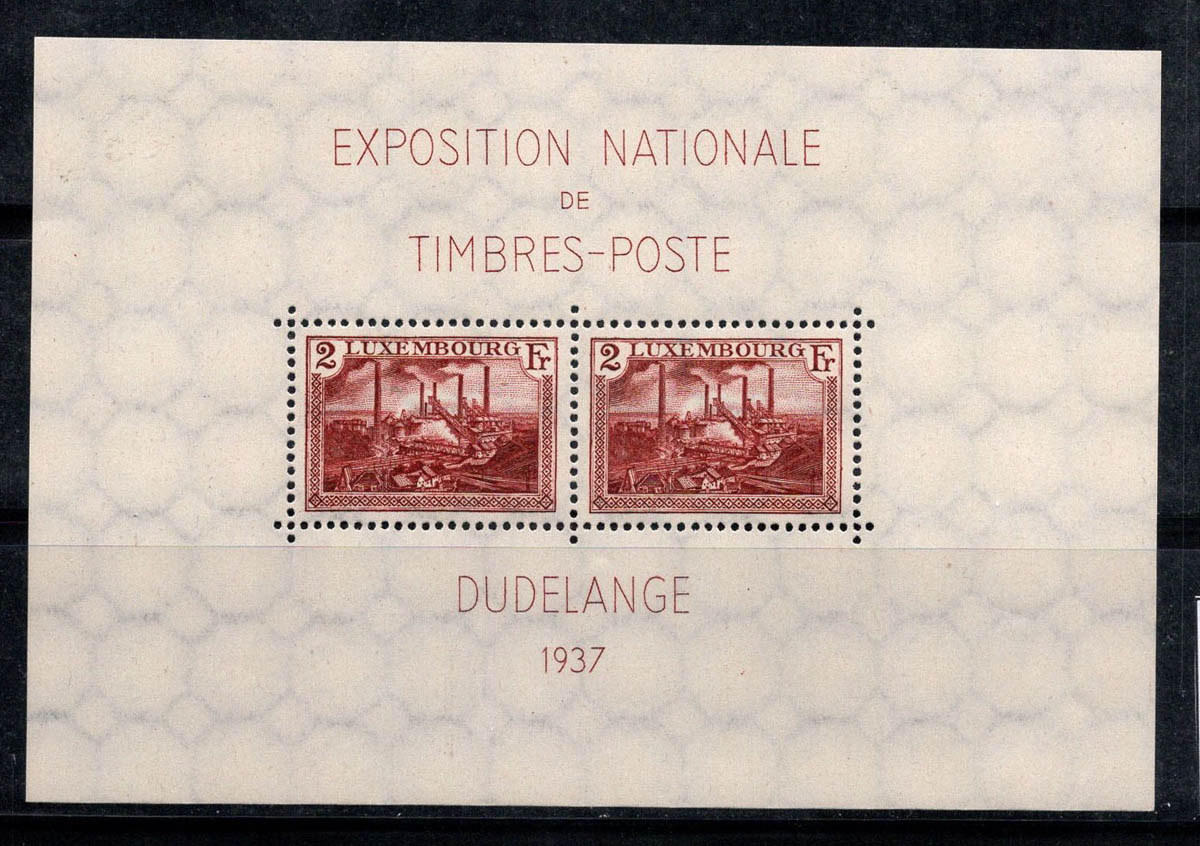 EXPOSITION NATIONALE
DE
TIMBRES-POSTE
2 LUXEMBOURG Fr
2 LUXEMBOURG Fr
DUDELANGE
1937